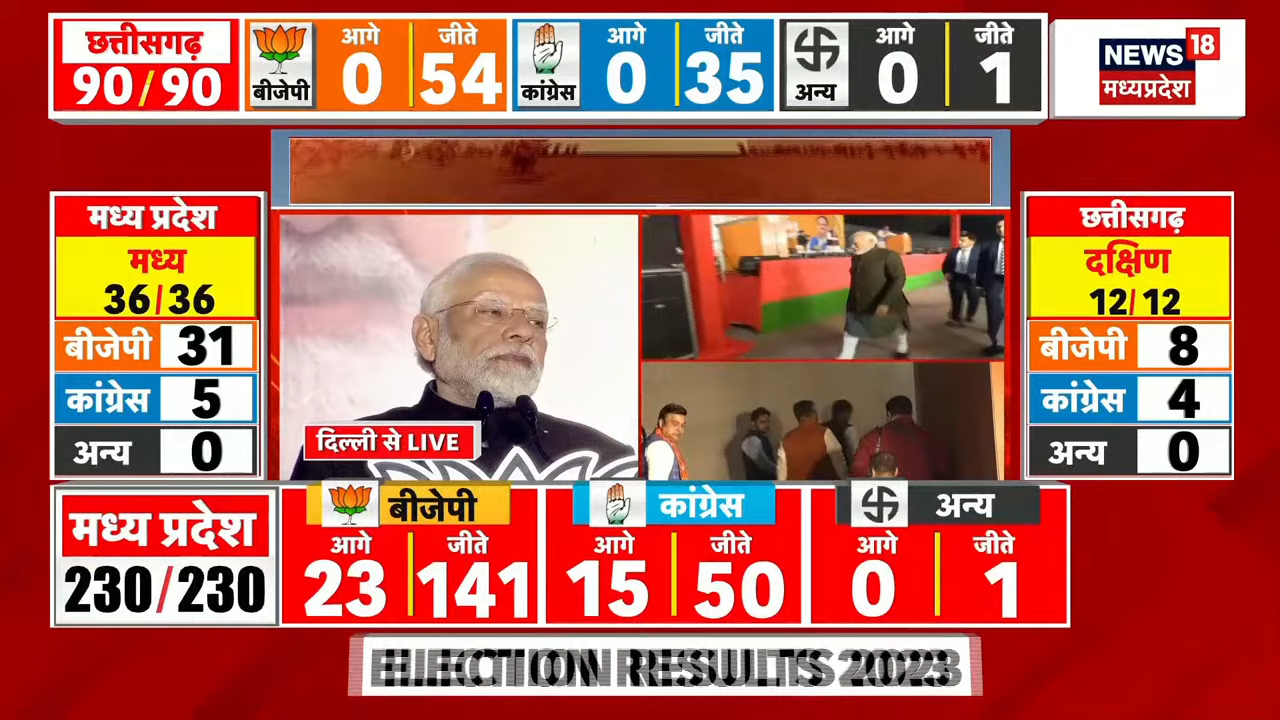 छत्तीसगढ़
90/90
बीजेपी
आगे जीते
0 54
कांग्रेस
आगे जीते
0 35
अन्य
आगे जीते
0 1
NEWS 18
मध्यप्रदेश
मध्य प्रदेश
मध्य
36/36
बीजेपी 31
कांग्रेस 5
अन्य 0
दिल्ली से LIVE
छत्तीसगढ़
दक्षिण
12/12
बीजेपी 8
कांग्रेस 4
अन्य 0
मध्य प्रदेश
230/230
बीजेपी
आगे जीते
23 141
कांग्रेस
आगे जीते
15 50
अन्य
आगे जीते
0 1
ELECTION RESULTS 2023